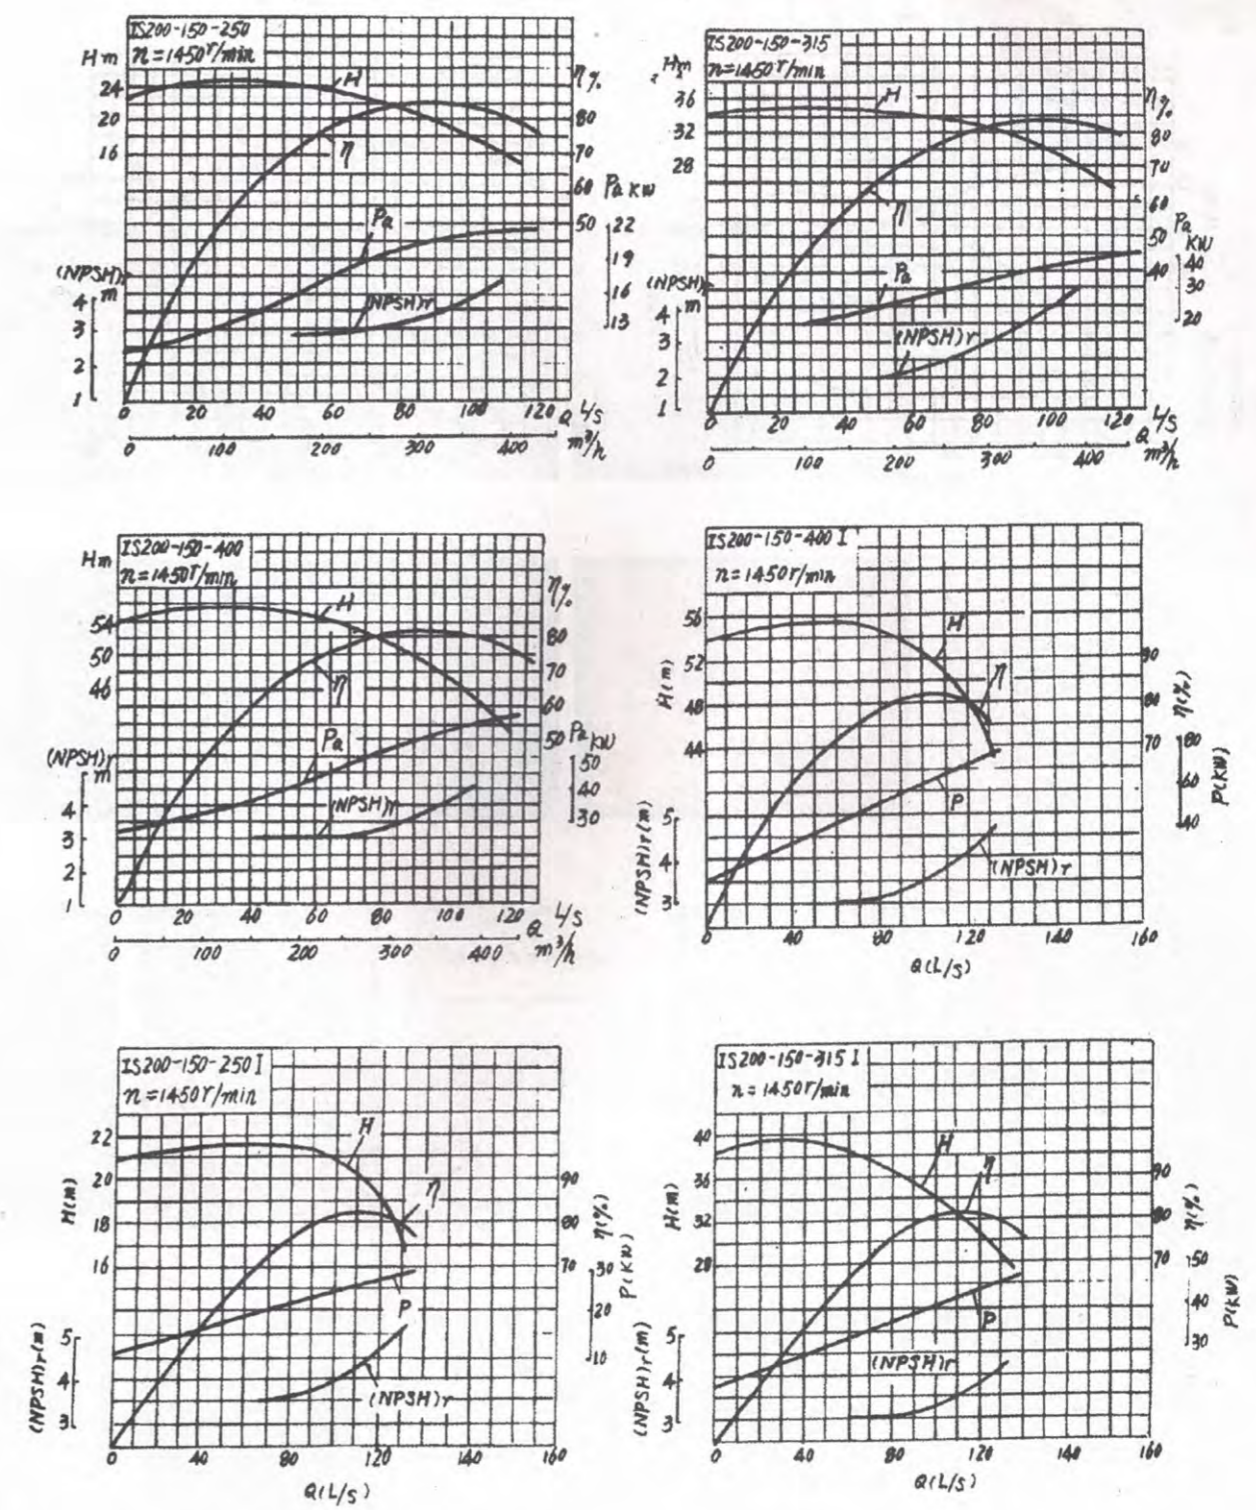 IS200-150-250
n=1450r/min
Hm
24
20
16
(NPSH)r
m
4
3
2
1
H
η
Pa
(NPSH)r
η%
80
70
60
50
Pa KW
22
19
16
13
0 20 40 60 80 100 120 L/S
Q
0 100 200 300 400 m³/h
IS200-150-315
n=1450r/min
Hm
36
32
28
(NPSH)r
m
4
3
2
1
H
η
Pa
(NPSH)r
η%
80
70
60
50
40
Pa
KW
40
30
20
0 20 40 60 80 100 120 L/S
Q
0 100 200 300 400 m³/h
IS200-150-400
n=1450r/min
Hm
54
50
46
(NPSH)r
m
4
3
2
1
H
η
Pa
(NPSH)r
η%
80
70
60
50
Pa KW
50
40
30
0 20 40 60 80 100 120 L/S
Q
0 100 200 300 400 m³/h
IS200-150-400 I
n=1450r/min
H(m)
56
52
48
44
(NPSH)r(m)
5
4
3
H
η
P
(NPSH)r
90
80
70
η(%)
80
60
40
P(KW)
0 40 80 120 140 160
Q(L/S)
IS200-150-250 I
n=1450r/min
H(m)
22
20
18
16
(NPSH)r(m)
5
4
3
H
η
P
(NPSH)r
90
80
70
η(%)
30
20
10
P(KW)
0 40 80 120 140 160
Q(L/S)
IS200-150-315 I
n=1450r/min
H(m)
40
36
32
28
(NPSH)r(m)
5
4
3
H
η
P
(NPSH)r
90
80
70
η(%)
50
40
30
P(KW)
0 40 80 120 140 160
Q(L/S)